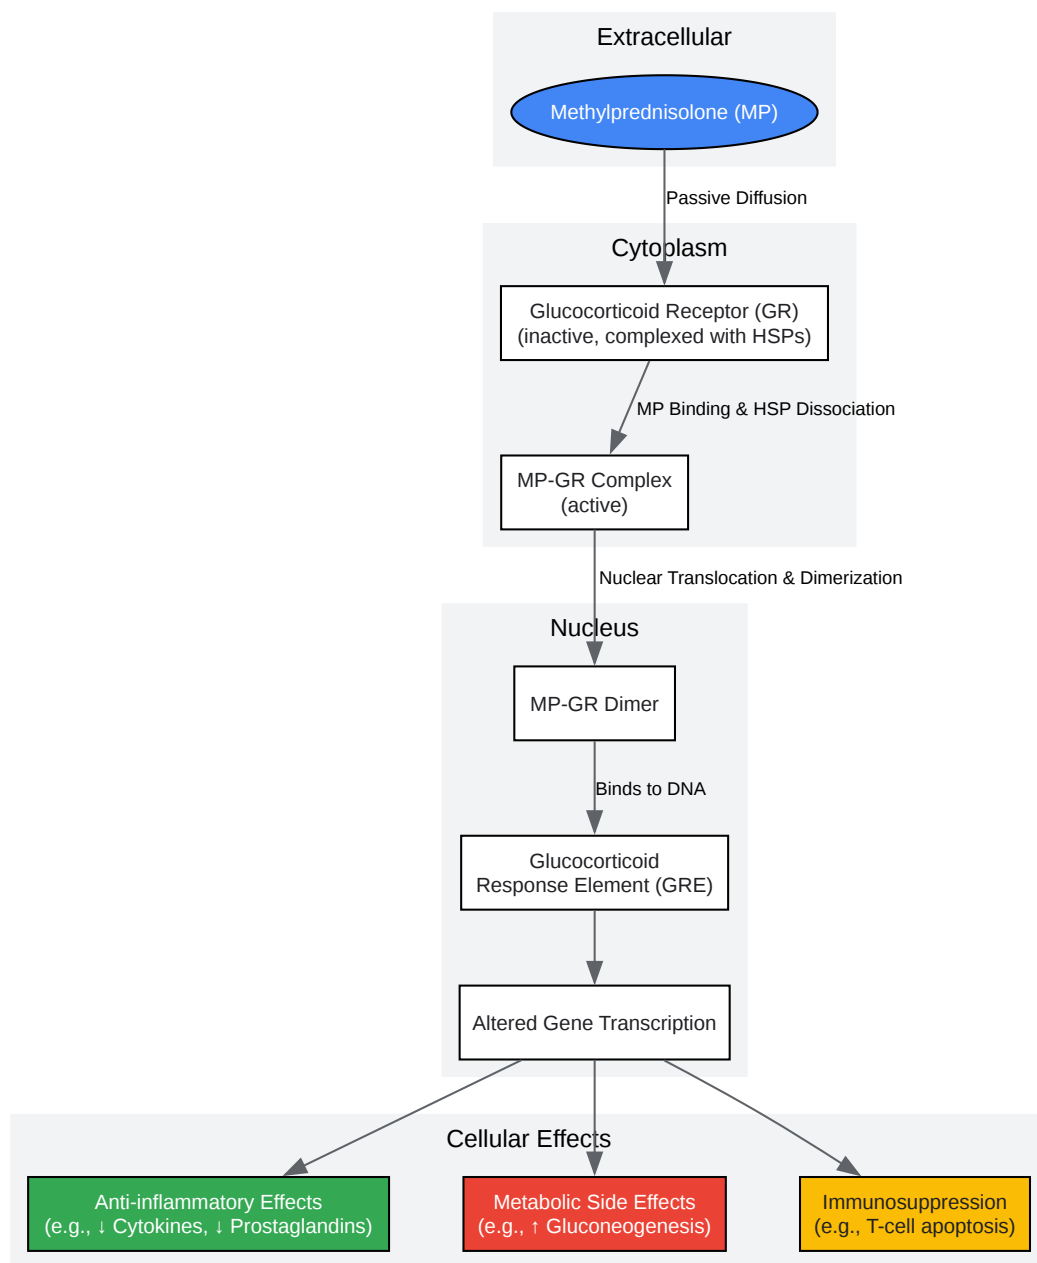 Extracellular
Methylprednisolone (MP)
Passive Diffusion
Cytoplasm
Glucocorticoid Receptor (GR)
(inactive, complexed with HSPs)
MP Binding & HSP Dissociation
MP-GR Complex
(active)
Nuclear Translocation & Dimerization
Nucleus
MP-GR Dimer
Binds to DNA
Glucocorticoid
Response Element (GRE)
Altered Gene Transcription
Cellular Effects
Anti-inflammatory Effects
(e.g., ↓ Cytokines, ↓ Prostaglandins)
Metabolic Side Effects
(e.g., ↑ Gluconeogenesis)
Immunosuppression
(e.g., T-cell apoptosis)